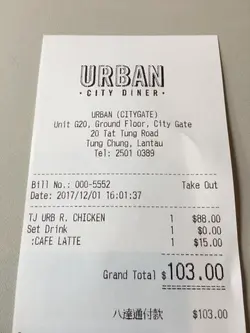 URBAN
• CITY DINER •
URBAN (CITYGATE)
Unit G20, Ground Floor, City Gate
20 Tat Tung Road
Tung Chung, Lantau
Tel: 2501 0389
Bill No.: 000-5552 Take Out
Date: 2017/12/01 16:01:37
TJ URB R. CHICKEN 1 $88.00
Set Drink 1 $0.00
:CAFE LATTE 1 $15.00
Grand Total $103.00
八達通付款 $103.00